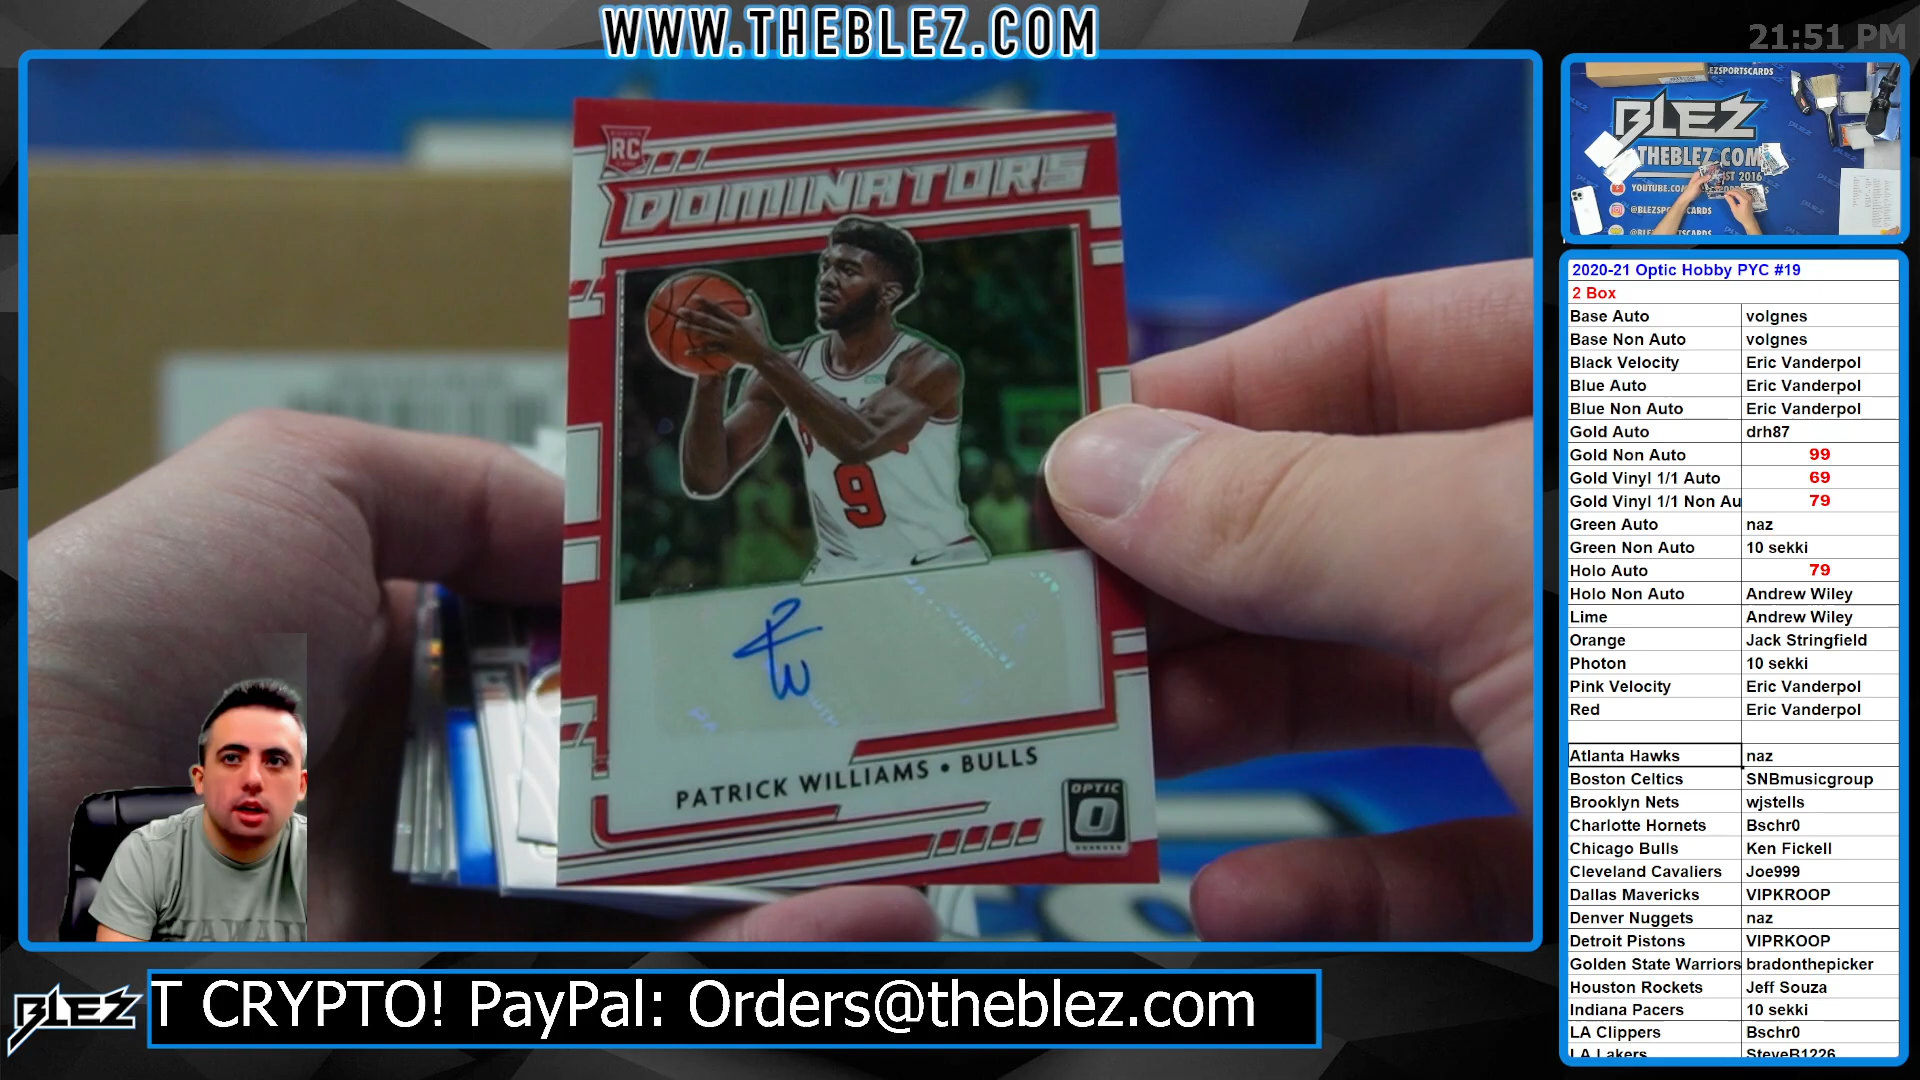 WWW.THEBLEZ.COM
21:51 PM
RC
DOMINATORS
9
PATRICK WILLIAMS • BULLS
OPTIC
O
DONRUSS
BLEZ
THEBLEZ.COM
@BLEZSPORTSCARDS
2020-21 Optic Hobby PYC #19
2 Box
Base Auto volgnes
Base Non Auto volgnes
Black Velocity Eric Vanderpol
Blue Auto Eric Vanderpol
Blue Non Auto Eric Vanderpol
Gold Auto drh87
Gold Non Auto 99
Gold Vinyl 1/1 Auto 69
Gold Vinyl 1/1 Non Au 79
Green Auto naz
Green Non Auto 10 sekki
Holo Auto 79
Holo Non Auto Andrew Wiley
Lime Andrew Wiley
Orange Jack Stringfield
Photon 10 sekki
Pink Velocity Eric Vanderpol
Red Eric Vanderpol
Atlanta Hawks naz
Boston Celtics SNBmusicgroup
Brooklyn Nets wjstells
Charlotte Hornets Bschr0
Chicago Bulls Ken Fickell
Cleveland Cavaliers Joe999
Dallas Mavericks VIPKROOP
Denver Nuggets naz
Detroit Pistons VIPRKOOP
Golden State Warriors bradonthepicker
Houston Rockets Jeff Souza
Indiana Pacers 10 sekki
LA Clippers Bschr0
LA Lakers SteveB1226
BLEZ
T CRYPTO! PayPal: Orders@theblez.com